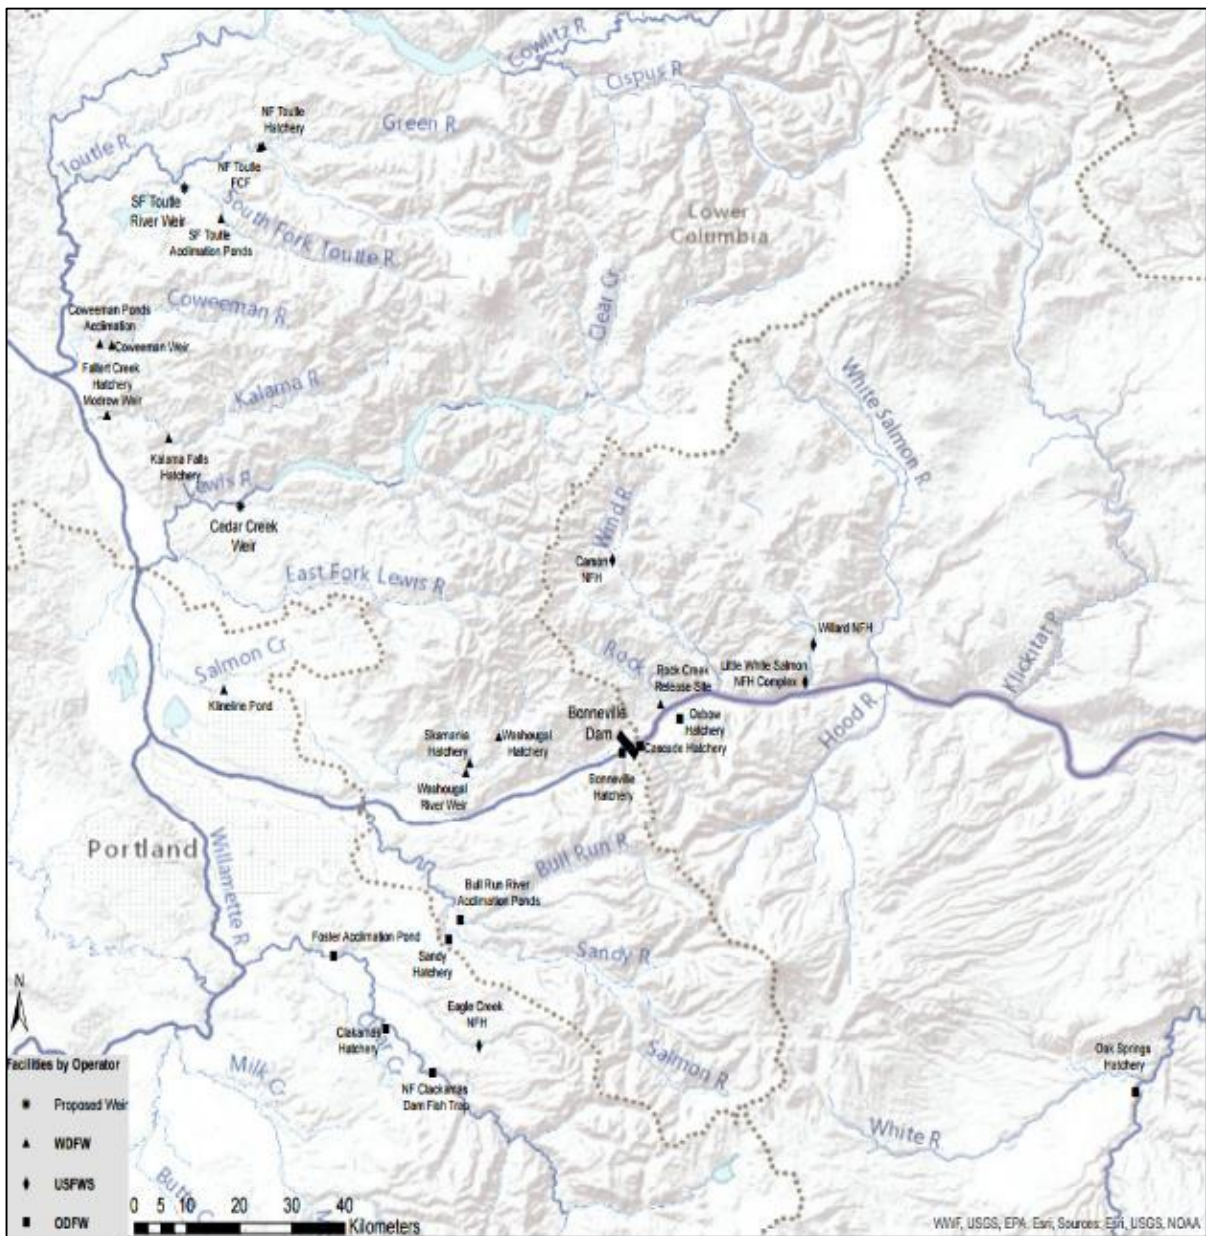 Cowlitz R
Cispus R
NF Toutle
Hatchery
Green R
Toutle R
NF Toutle
FCF
SF Toutle
River Weir
South Fork Toutle R
SF Toutle
Acclimation Ponds
Lower
Columbia
Clear Cr
Coweeman R
Coweeman Ponds
Acclimation
Coweeman Weir
Fallert Creek
Hatchery
Modrow Weir
Kalama R
White Salmon R
Kalama Falls
Hatchery
Lewis R
Cedar Creek
Weir
Wind R
Carson
NFH
East Fork Lewis R
Willard NFH
Klickitat R
Salmon Cr
Rock
Rock Creek
Release Site
Little White Salmon
NFH Complex
Klineline Pond
Hood R
Bonneville
Dam
Oxbow
Hatchery
Skamania
Hatchery
Washougal
Hatchery
Cascade Hatchery
Washougal
River Weir
Bonneville
Hatchery
Portland
Willamette R
Bull Run R
Bull Run River
Acclimation Ponds
Foster Acclimation Pond
Sandy
Hatchery
Sandy R
N
Eagle Creek
NFH
Clakamas
Hatchery
Salmon R
Oak Springs
Hatchery
Milk Cr
NF Clackamas
Dam Fish Trap
White R
Facilities by Operator
Proposed Weir
WDFW
USFWS
ODFW
0 5 10 20 30 40
Kilometers
WWF, USGS, EPA, Esri, Sources: Esri, USGS, NOAA